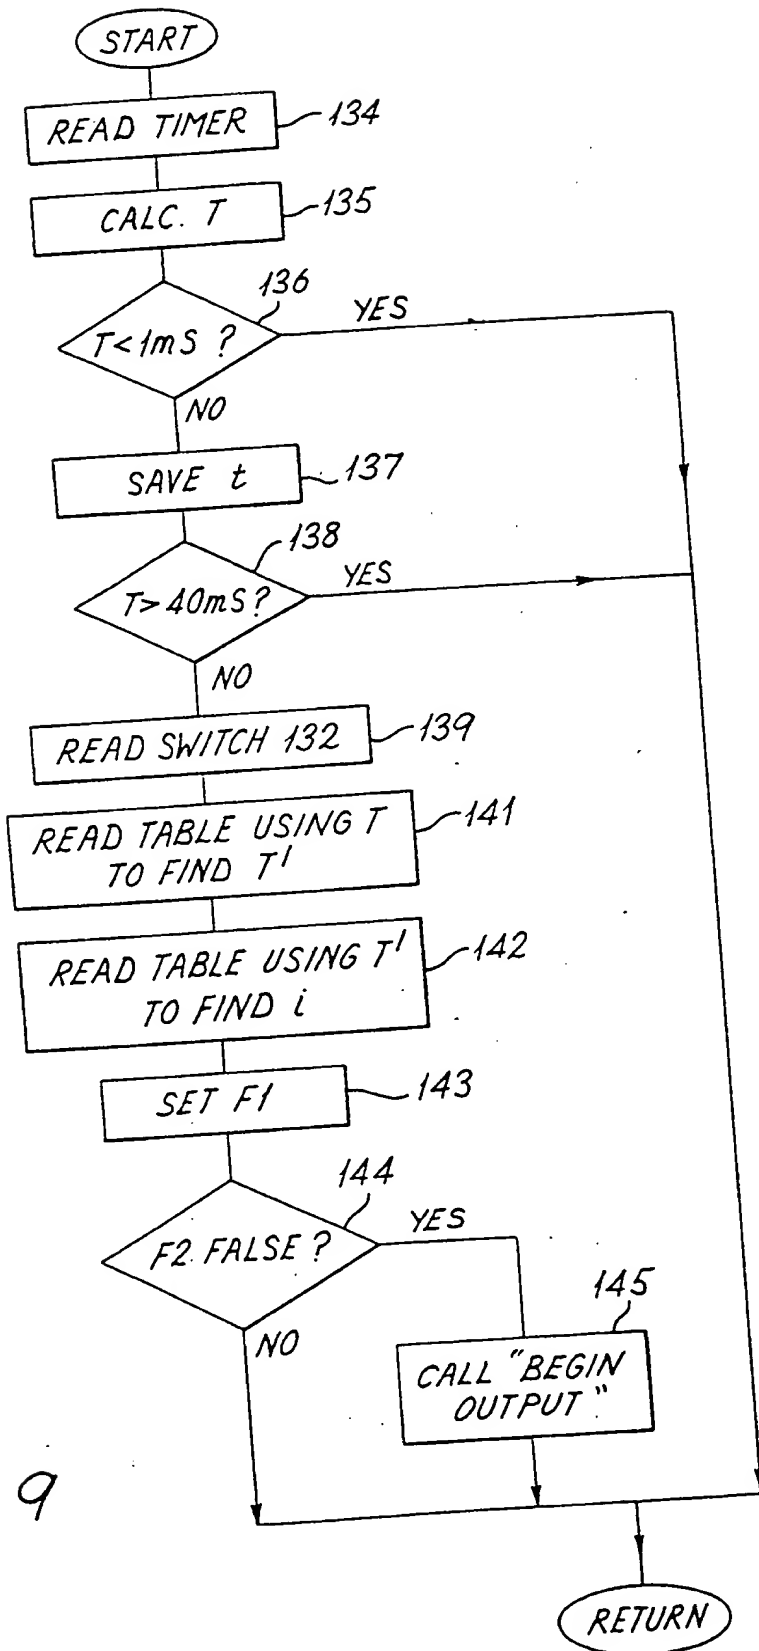 START
READ TIMER
134
CALC. T
135
136
T<1mS ?
YES
NO
SAVE t
137
138
T>40mS?
YES
NO
READ SWITCH 132
139
READ TABLE USING T
TO FIND T'
141
READ TABLE USING T'
TO FIND i
142
SET F1
143
144
F2 FALSE ?
YES
NO
145
CALL "BEGIN
OUTPUT"
9
RETURN